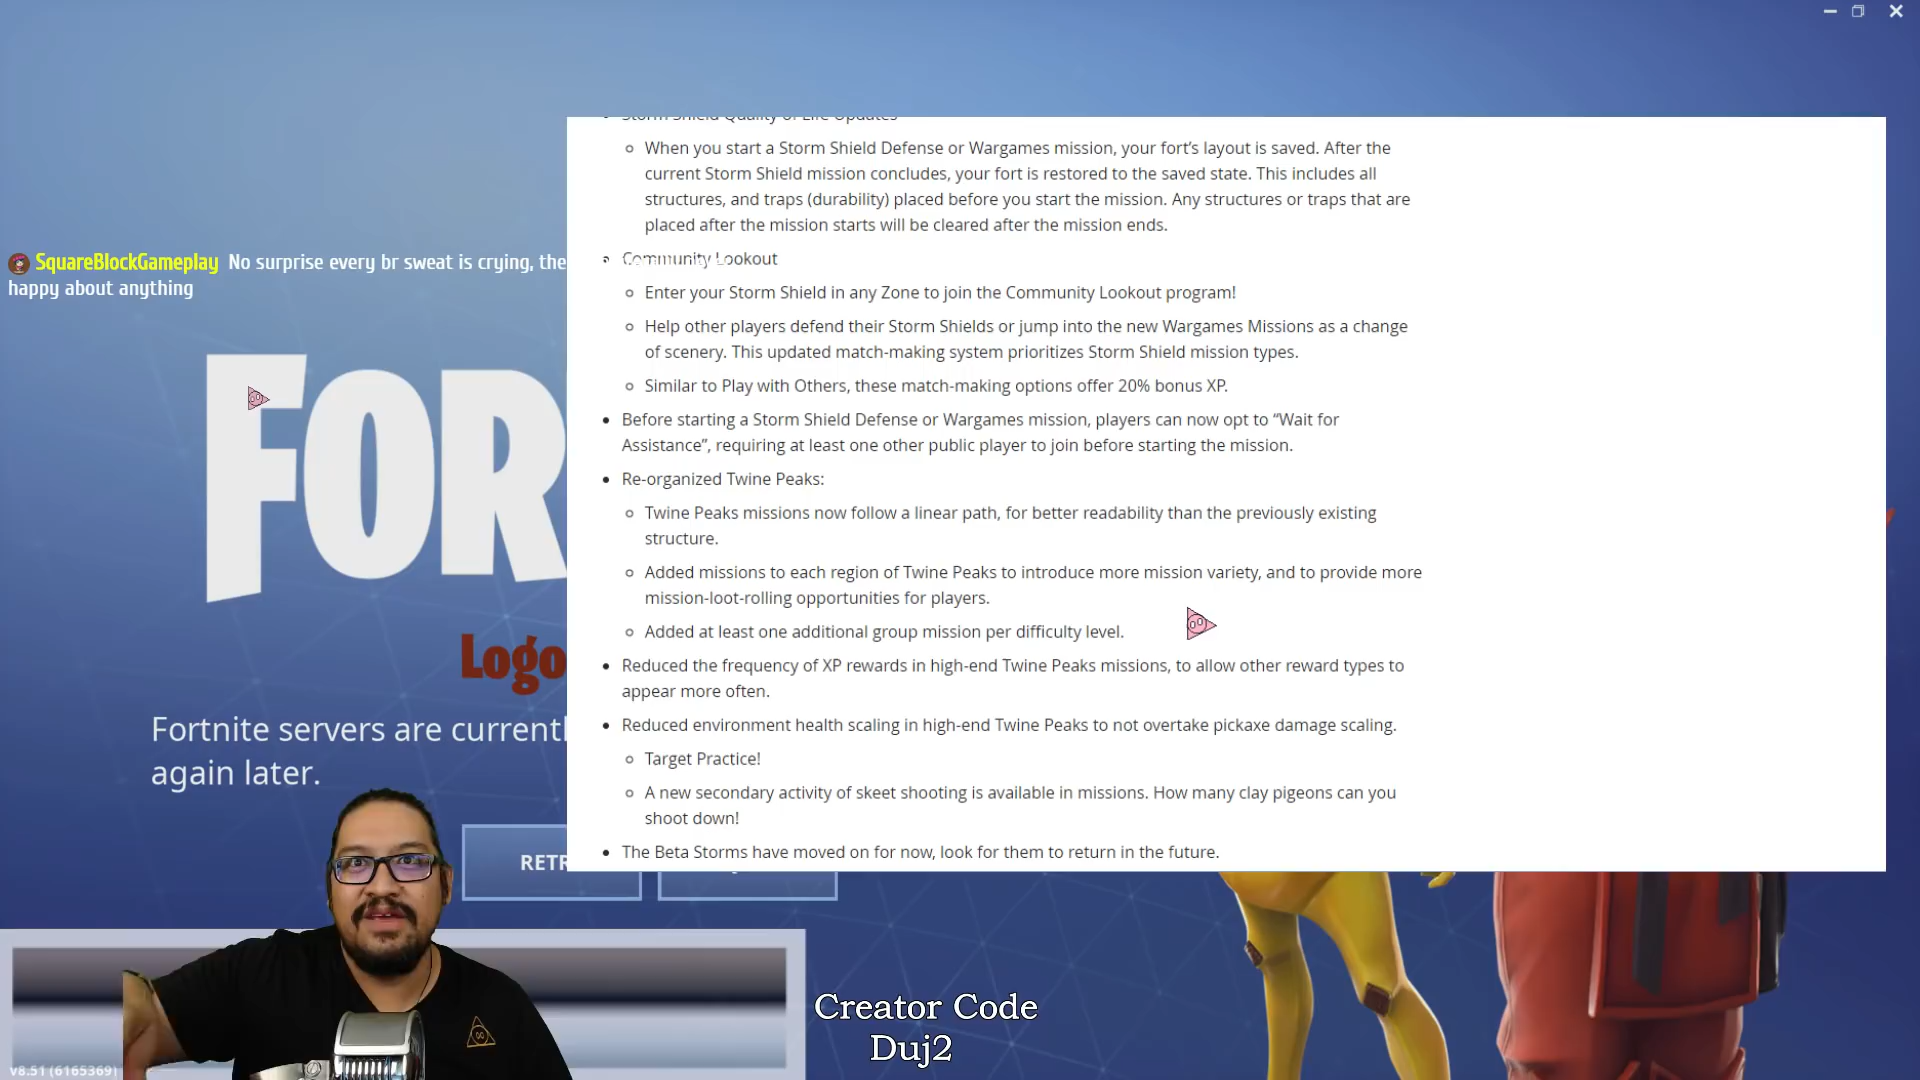 Storm Shield Quality of Life Updates
When you start a Storm Shield Defense or Wargames mission, your fort's layout is saved. After the
current Storm Shield mission concludes, your fort is restored to the saved state. This includes all
structures, and traps (durability) placed before you start the mission. Any structures or traps that are
placed after the mission starts will be cleared after the mission ends.
SquareBlockGameplay No surprise every br sweat is crying, the
happy about anything
Community Lookout
Enter your Storm Shield in any Zone to join the Community Lookout program!
Help other players defend their Storm Shields or jump into the new Wargames Missions as a change
of scenery. This updated match-making system prioritizes Storm Shield mission types.
Similar to Play with Others, these match-making options offer 20% bonus XP.
Before starting a Storm Shield Defense or Wargames mission, players can now opt to “Wait for
Assistance”, requiring at least one other public player to join before starting the mission.
Re-organized Twine Peaks:
Twine Peaks missions now follow a linear path, for better readability than the previously existing
structure.
Added missions to each region of Twine Peaks to introduce more mission variety, and to provide more
mission-loot-rolling opportunities for players.
Added at least one additional group mission per difficulty level.
Reduced the frequency of XP rewards in high-end Twine Peaks missions, to allow other reward types to
appear more often.
Reduced environment health scaling in high-end Twine Peaks to not overtake pickaxe damage scaling.
Target Practice!
A new secondary activity of skeet shooting is available in missions. How many clay pigeons can you
shoot down!
The Beta Storms have moved on for now, look for them to return in the future.
FOR
Logo
Fortnite servers are currentl
again later.
RETR
Creator Code
Duj2
v8.51 (6165369)